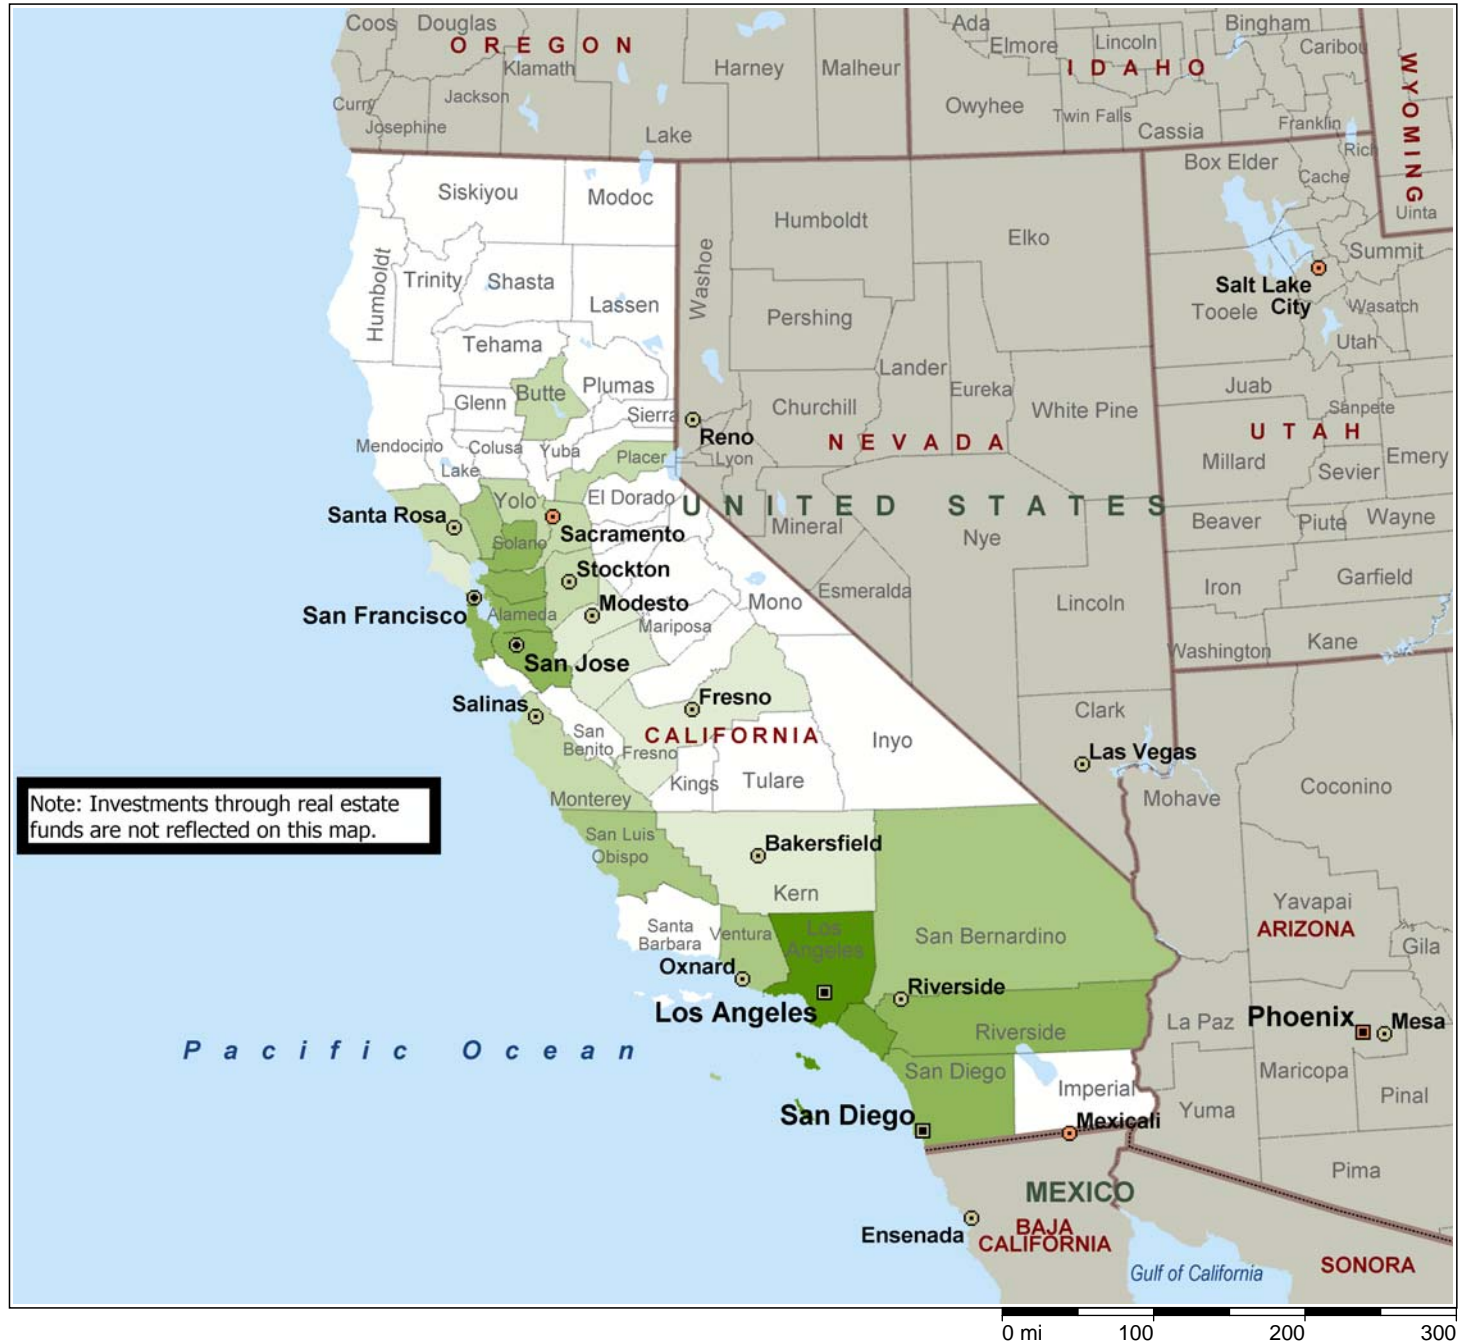 Coos
Douglas
OREGON
Klamath
Harney
Malheur
Curry
Jackson
Josephine
Lake
Ada
Elmore
Lincoln
Bingham
Caribou
IDAHO
Owyhee
Twin Falls
Cassia
Franklin
WYOMING
Box Elder
Rich
Cache
Uinta
Siskiyou
Modoc
Humboldt
Trinity
Shasta
Lassen
Tehama
Washoe
Humboldt
Elko
Pershing
Lander
Eureka
Churchill
White Pine
Summit
Salt Lake
City
Tooele
Wasatch
Utah
Juab
Sanpete
UTAH
Millard
Sevier
Emery
Beaver
Piute
Wayne
Iron
Garfield
Washington
Kane
Butte
Plumas
Glenn
Sierra
Reno
Lyon
NEVADA
Mendocino
Colusa
Yuba
Placer
Lake
Yolo
El Dorado
UNITED STATES
Santa Rosa
Sacramento
Solano
Mineral
Nye
Stockton
Esmeralda
Lincoln
San Francisco
Alameda
Modesto
Mariposa
Mono
San Jose
Salinas
Fresno
CALIFORNIA
San
Benito
Fresno
Inyo
Clark
Las Vegas
Kings
Tulare
Monterey
Mohave
Coconino
Note: Investments through real estate
funds are not reflected on this map.
San Luis
Obispo
Bakersfield
Kern
Yavapai
ARIZONA
Gila
Santa
Barbara
Ventura
Los
Angeles
San Bernardino
Oxnard
Riverside
Los Angeles
Riverside
La Paz
Phoenix
Mesa
Pacific Ocean
San Diego
Imperial
Maricopa
Pinal
Yuma
San Diego
Mexicali
Pima
MEXICO
Ensenada
BAJA
CALIFORNIA
Gulf of California
SONORA
0 mi 100 200 300